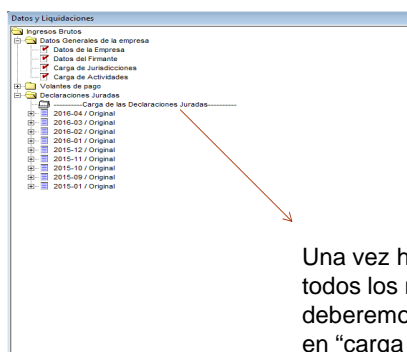 Datos y Liquidaciones
Ingresos Brutos
Datos Generales de la empresa
Datos de la Empresa
Datos del Firmante
Carga de Jurisdicciones
Carga de Actividades
Volantes de pago
Declaraciones Juradas
----------Carga de las Declaraciones Juradas----------
2016-04 / Original
2016-03 / Original
2016-02 / Original
2016-01 / Original
2015-12 / Original
2015-11 / Original
2015-10 / Original
2015-09 / Original
2015-01 / Original
Una vez h
todos los
deberemo
en “carga